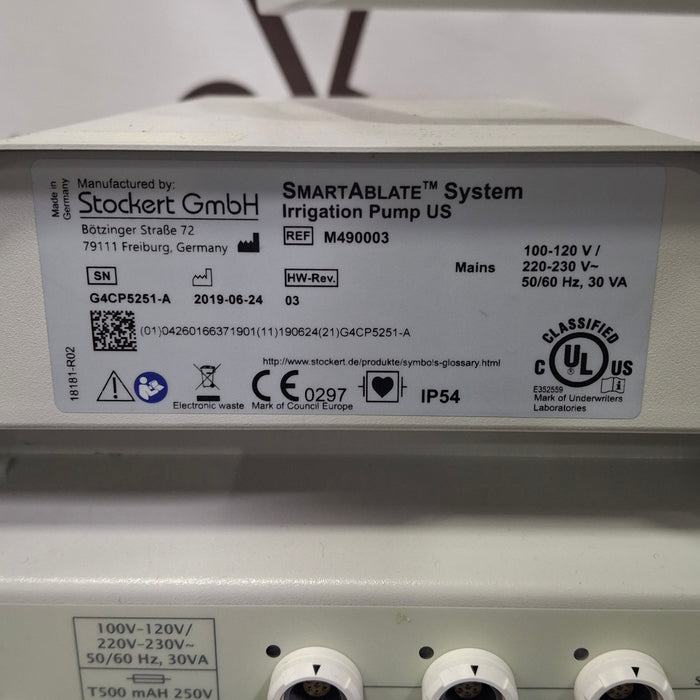 Made in
Germany
Manufactured by:
Stockert GmbH
Bötzinger Straße 72
79111 Freiburg, Germany
SMARTABLATE™ System
Irrigation Pump US
REF M490003
SN
G4CP5251-A
2019-06-24
HW-Rev.
03
Mains
100-120 V /
220-230 V~
50/60 Hz, 30 VA
(01)04260166371901(11)190624(21)G4CP5251-A
18181-R02
http://www.stockert.de/produkte/symbols-glossary.html
Electronic waste
CE 0297
Mark of Council Europe
IP54
CLASSIFIED
C UL US
E352559
Mark of Underwriters
Laboratories
100V-120V/
220V-230V~
50/60 Hz, 30VA
T500 mAH 250V